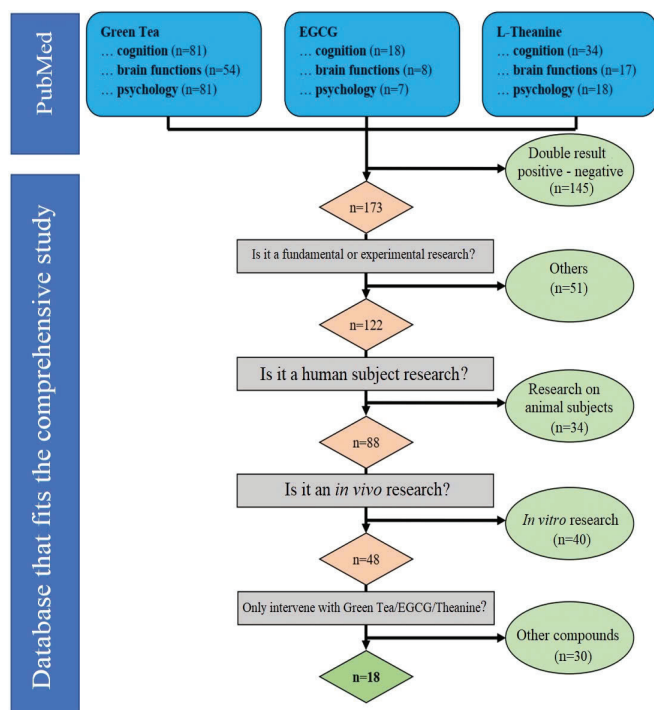 PubMed
Green Tea
… cognition (n=81)
… brain functions (n=54)
… psychology (n=81)
EGCG
… cognition (n=18)
… brain functions (n=8)
… psychology (n=7)
L-Theanine
… cognition (n=34)
… brain functions (n=17)
… psychology (n=18)
Double result
positive - negative
(n=145)
Database that fits the comprehensive study
n=173
Is it a fundamental or experimental research?
Others
(n=51)
n=122
Is it a human subject research?
Research on
animal subjects
(n=34)
n=88
Is it an in vivo research?
In vitro research
(n=40)
n=48
Only intervene with Green Tea/EGCG/Theanine?
Other compounds
(n=30)
n=18